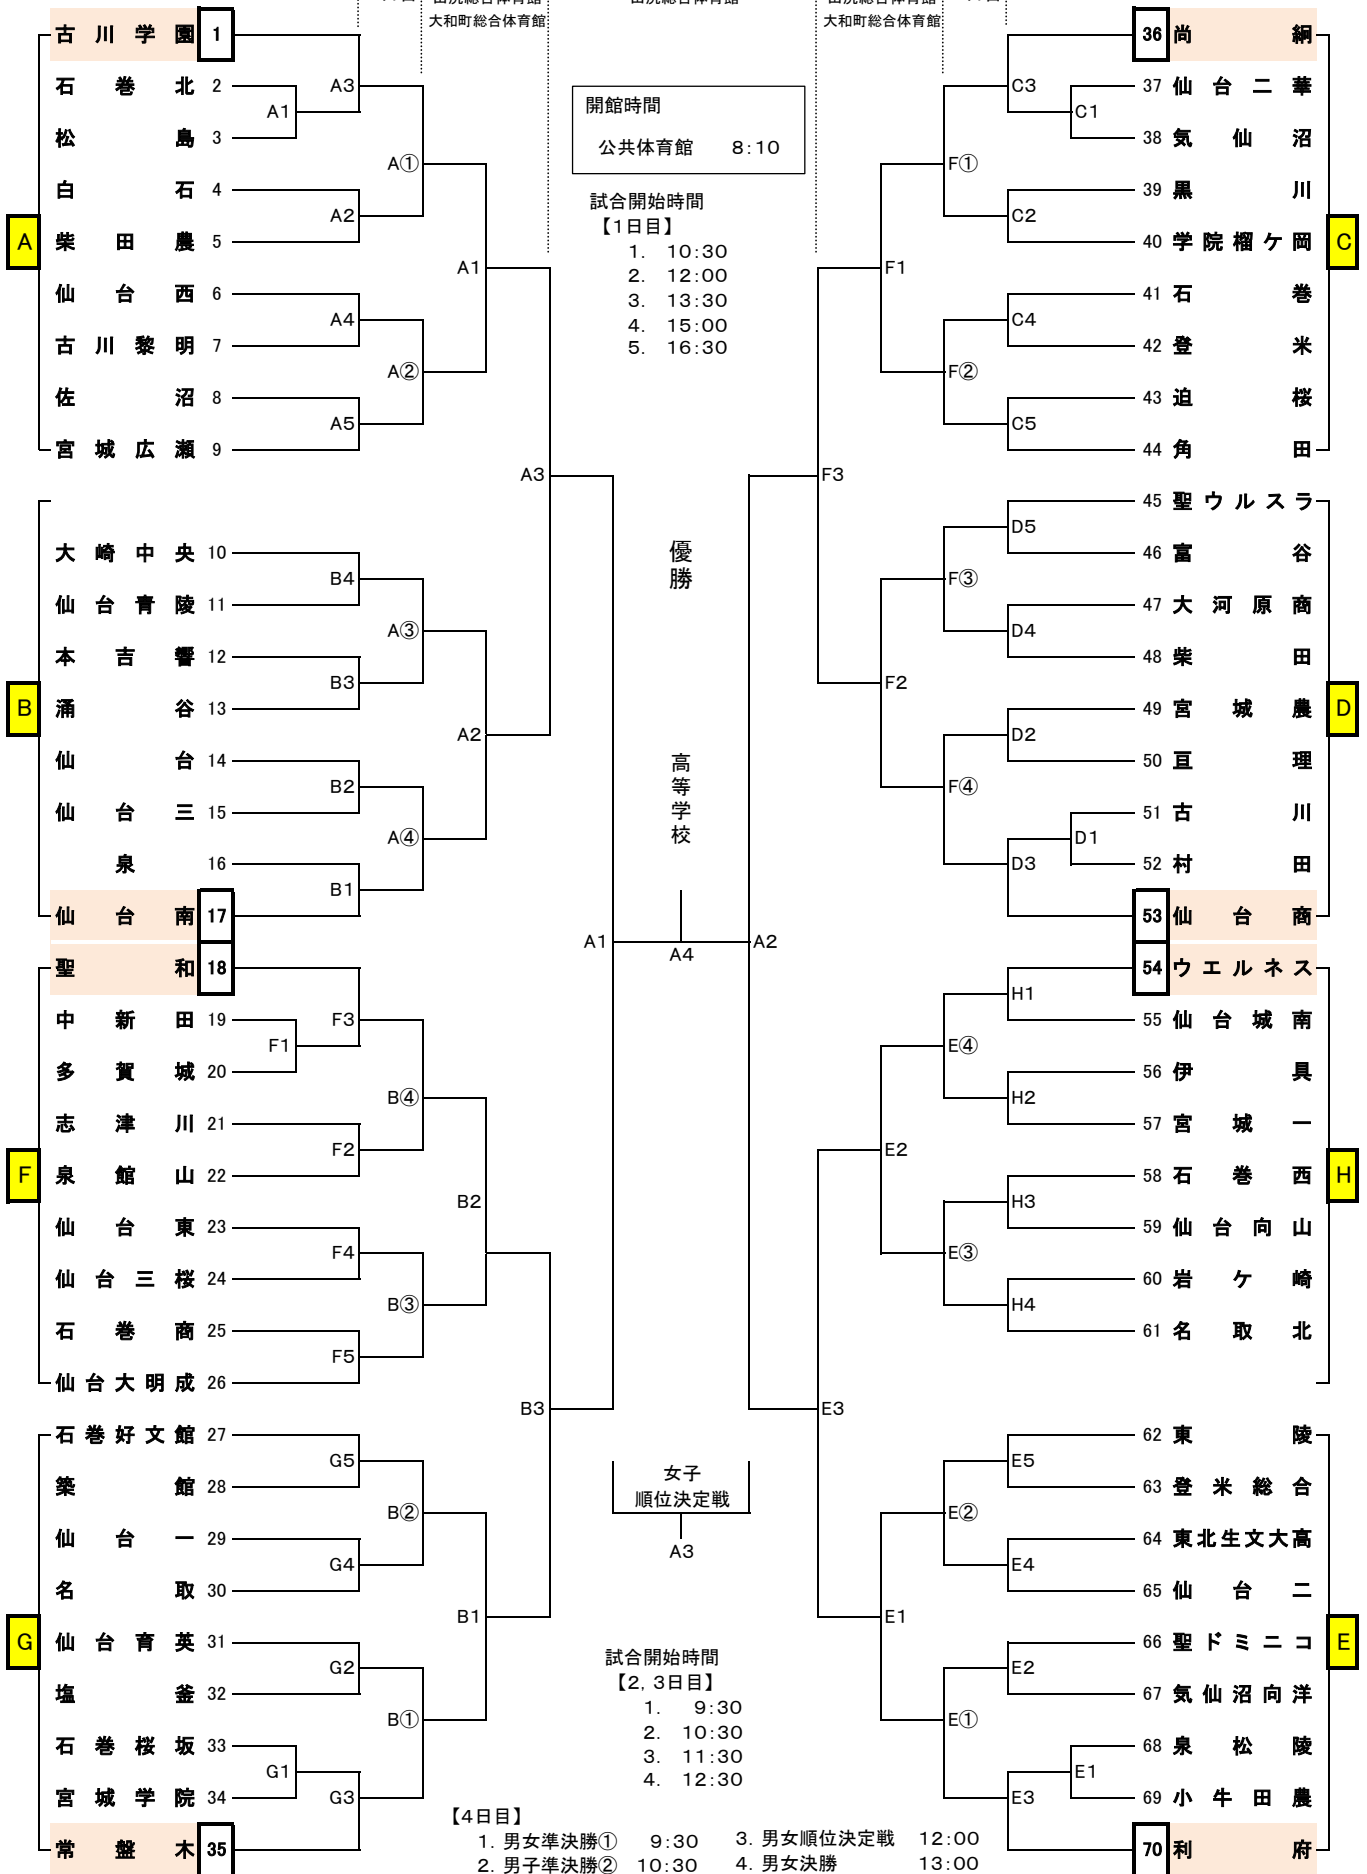 大和町総合体育館
大和町総合体育館
開館時間
公共体育館 8:10
試合開始時間
【1日目】
1. 10:30
2. 12:00
3. 13:30
4. 15:00
5. 16:30
A
古川学園 1
石巻北 2
松島 3
白石 4
柴田農 5
仙台西 6
古川黎明 7
佐沼 8
宮城広瀬 9
A1
A3
A2
A4
A5
A①
A②
A1
B
大崎中央 10
仙台青陵 11
本吉響 12
涌谷 13
仙台 14
仙台三 15
泉 16
仙台南 17
B4
B3
B2
B1
A③
A④
A2
A3
F
聖和 18
中新田 19
多賀城 20
志津川 21
泉館山 22
仙台東 23
仙台三桜 24
石巻商 25
仙台大明成 26
F1
F3
F2
F4
F5
B④
B③
B2
G
石巻好文館 27
築館 28
仙台一 29
名取 30
仙台育英 31
塩釜 32
石巻桜坂 33
宮城学院 34
常盤木 35
G5
G4
G2
G1
G3
B②
B①
B1
B3
優勝
高等学校
A1
A4
A2
女子
順位決定戦
A3
C
36 尚絅
37 仙台二華
38 気仙沼
39 黒川
40 学院榴ケ岡
41 石巻
42 登米
43 迫桜
44 角田
C3
C1
C2
C4
C5
F①
F②
F1
D
45 聖ウルスラ
46 富谷
47 大河原商
48 柴田
49 宮城農
50 亘理
51 古川
52 村田
53 仙台商
D5
D4
D2
D1
D3
F③
F④
F2
F3
H
54 ウエルネス
55 仙台城南
56 伊具
57 宮城一
58 石巻西
59 仙台向山
60 岩ケ崎
61 名取北
H1
H2
H3
H4
E④
E③
E2
E
62 東陵
63 登米総合
64 東北生文大高
65 仙台二
66 聖ドミニコ
67 気仙沼向洋
68 泉松陵
69 小牛田農
70 利府
E5
E4
E2
E1
E3
E②
E①
E1
E3
試合開始時間
【2,3日目】
1. 9:30
2. 10:30
3. 11:30
4. 12:30
【4日目】
1. 男女準決勝① 9:30 3. 男女順位決定戦 12:00
2. 男子準決勝② 10:30 4. 男女決勝 13:00